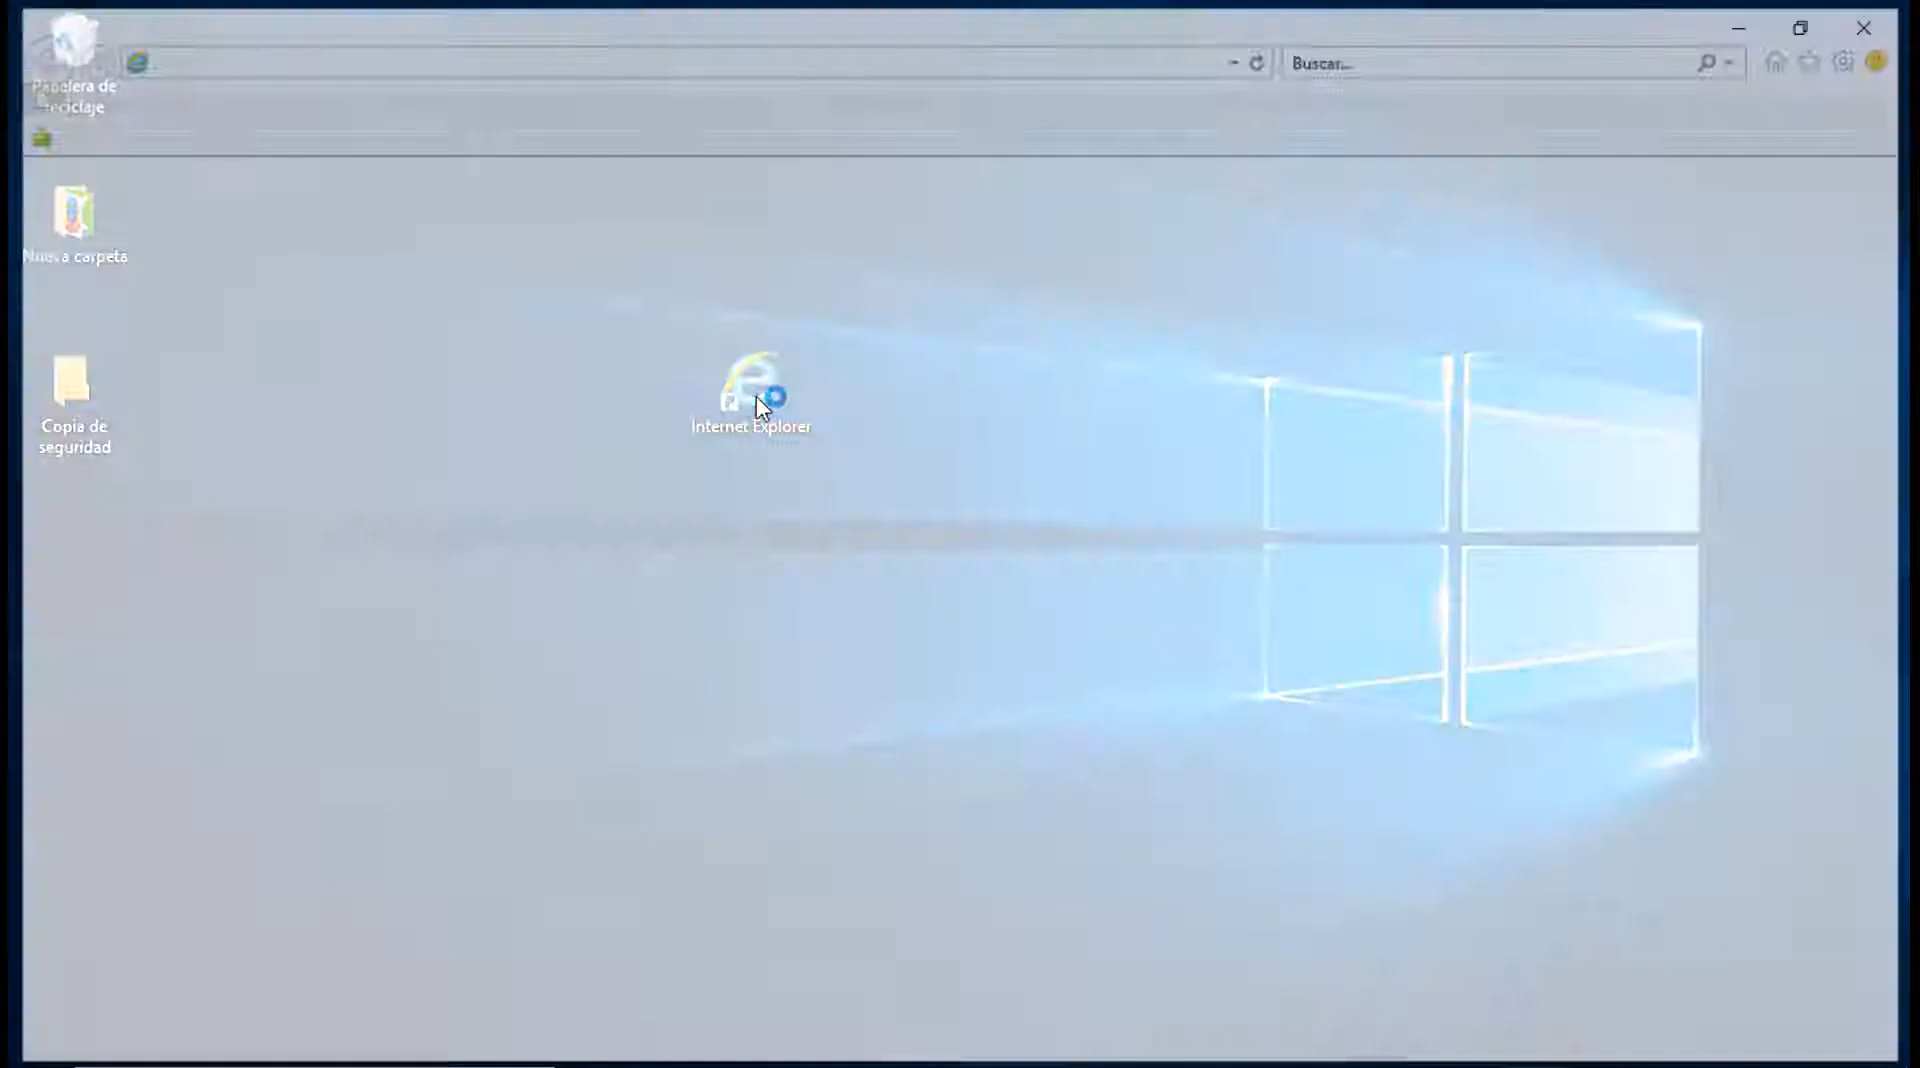 Buscar...
Papelera de
reciclaje
Nueva carpeta
Copia de
seguridad
Internet Explorer